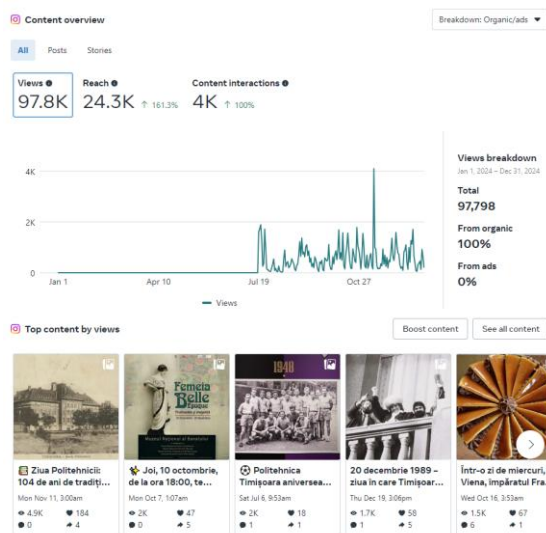 Content overview
Breakdown: Organic/ads
All Posts Stories
Views Reach Content interactions
97.8K 24.3K ↑ 161.3% 4K ↑ 100%
Views breakdown
Jan 1, 2024 – Dec 31, 2024
Total
97,798
From organic
100%
From ads
0%
4K
2K
0
Jan 1 Apr 10 Jul 19 Oct 27
Views
Top content by views
Boost content See all content
Femeia
Belle
Époque
Muzeul Național al Banatului
1948
Ziua Politehnicii:
104 de ani de tradiți...
Mon Nov 11, 3:00am
4.9K 184
0 4
Joi, 10 octombrie,
de la ora 18:00, te...
Mon Oct 7, 1:07am
2K 47
0 5
Politehnica
Timișoara aniversea...
Sat Jul 6, 9:53am
2K 18
1 1
20 decembrie 1989 –
ziua în care Timișoar...
Thu Dec 19, 3:06pm
1.7K 58
1 5
Într-o zi de miercuri,
Viena, împăratul Fra...
Wed Oct 16, 3:53am
1.5K 67
6 1